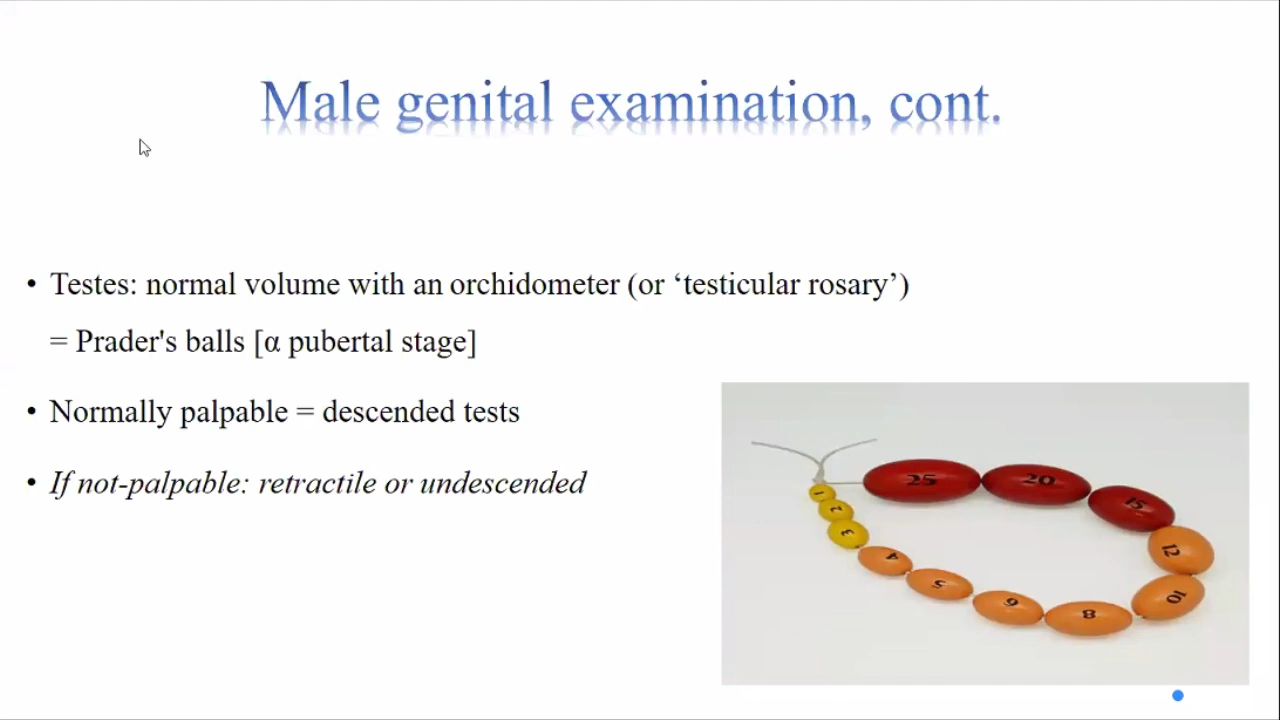 Male genital examination, cont.
• Testes: normal volume with an orchidometer (or ‘testicular rosary’)
= Prader's balls [α pubertal stage]
• Normally palpable = descended tests
• If not-palpable: retractile or undescended
25
20
15
12
10
8
6
5
4
3
2
1